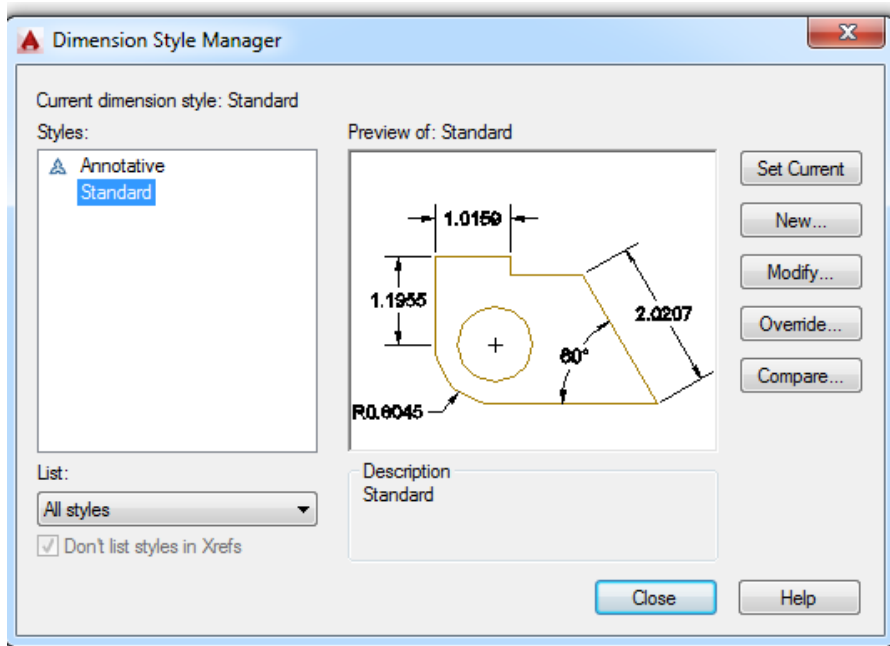 Dimension Style Manager
Current dimension style: Standard
Styles:
Annotative
Standard
List:
All styles
Don't list styles in Xrefs
Preview of: Standard
1.0159
1.1955
2.0207
60°
R0.8045
Description
Standard
Set Current
New...
Modify...
Override...
Compare...
Close
Help